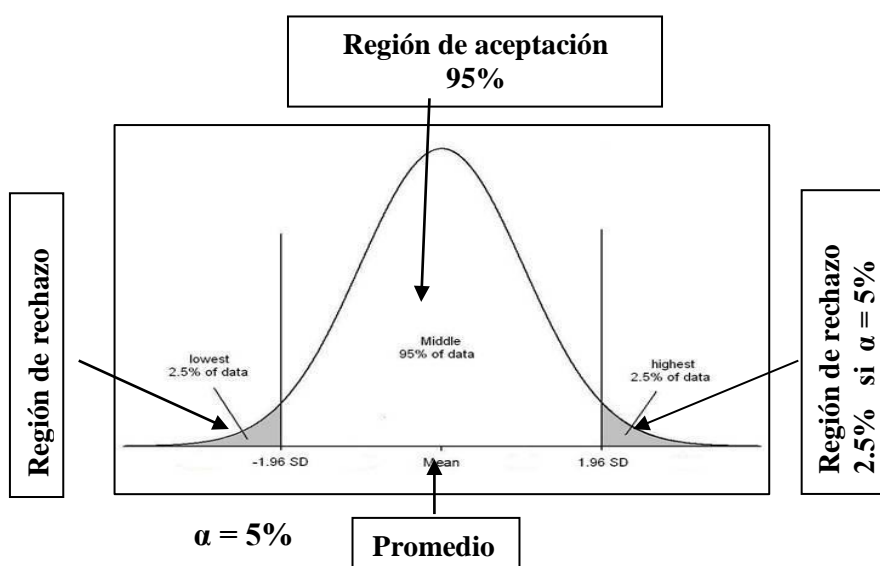 Región de aceptación
95%
Región de rechazo
lowest
2.5% of data
Middle
95% of data
highest
2.5% of data
Región de rechazo
2.5% si α = 5%
-1.96 SD
Mean
1.96 SD
α = 5%
Promedio